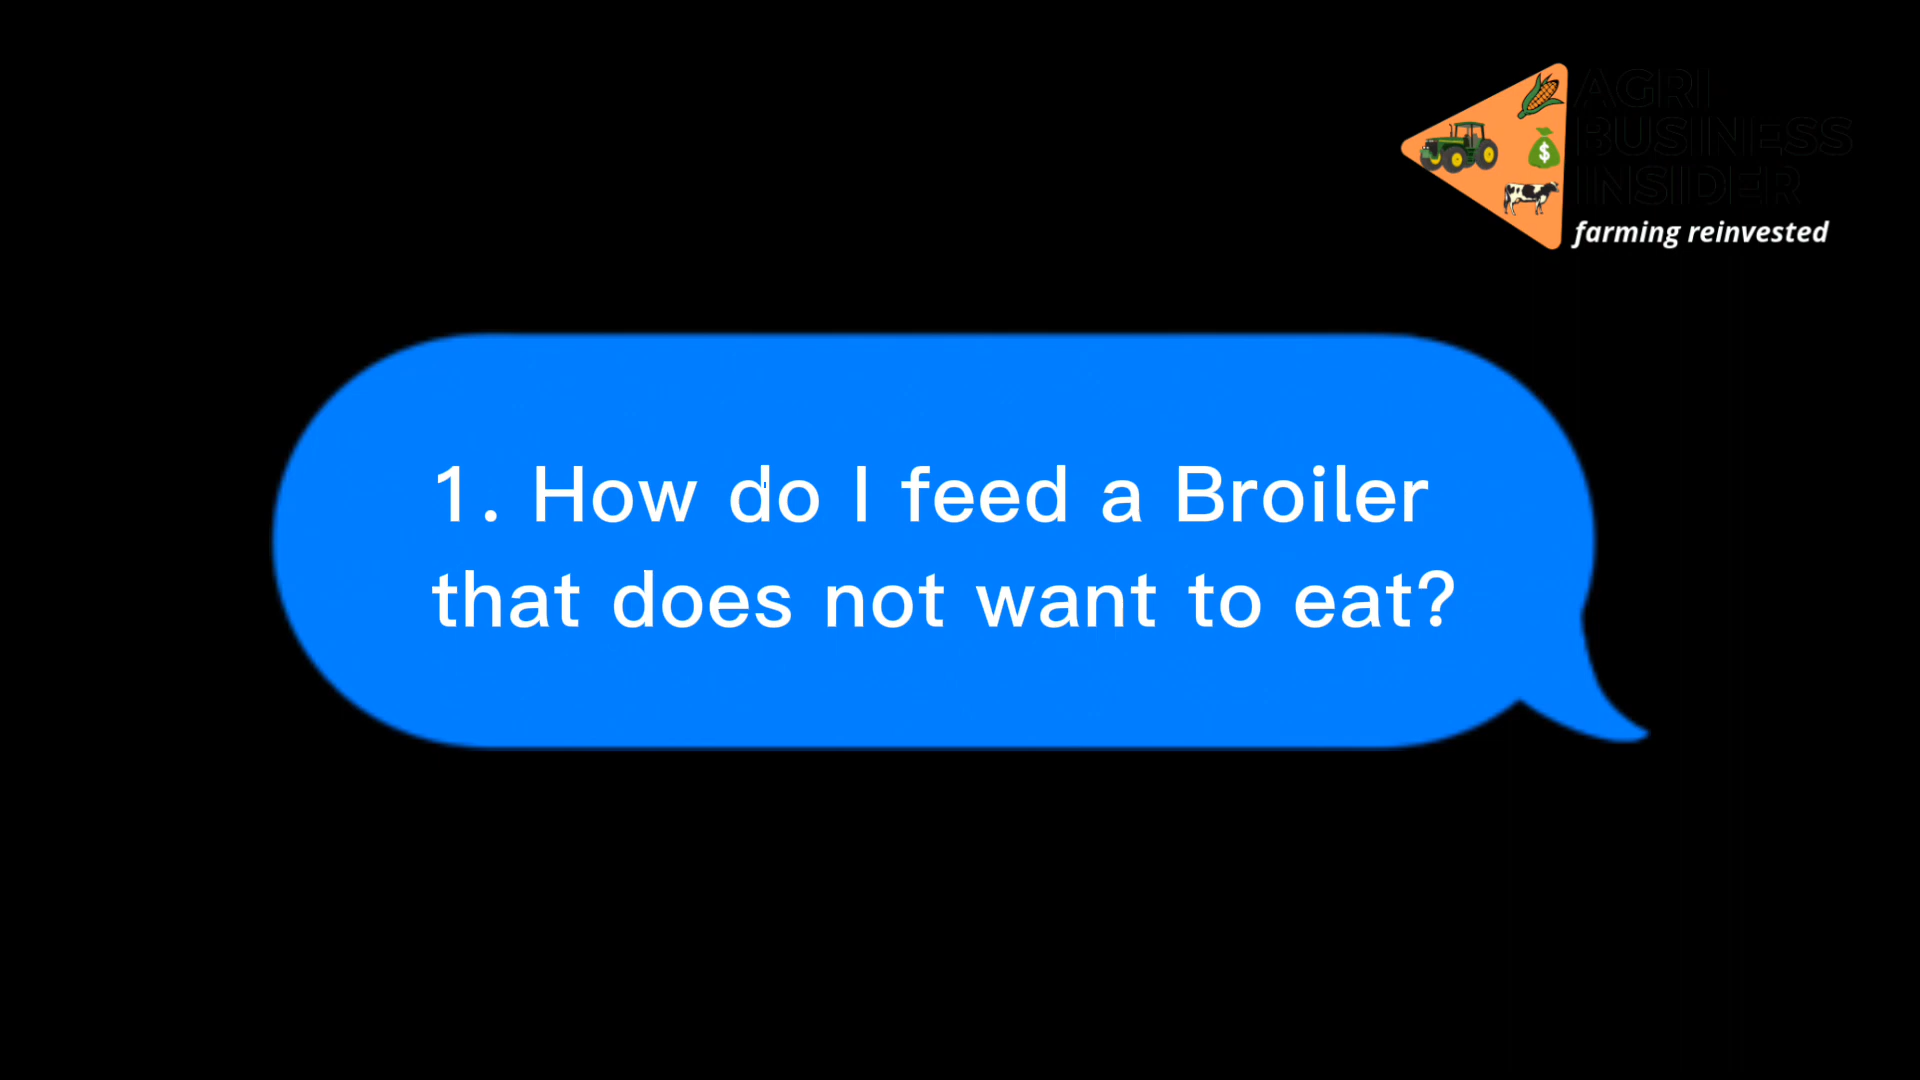 AGRI
BUSINESS
INSIDER
farming reinvested
1. How do I feed a Broiler
that does not want to eat?